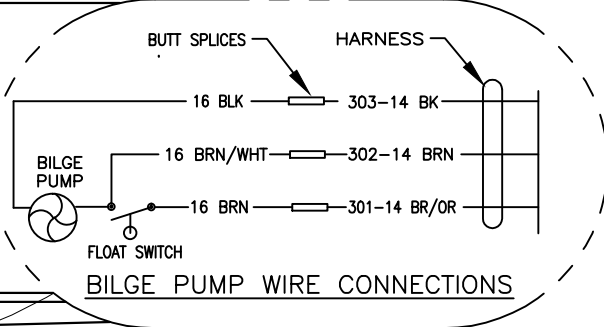 BUTT SPLICES
HARNESS
16 BLK
303-14 BK
16 BRN/WHT
302-14 BRN
BILGE
PUMP
16 BRN
301-14 BR/OR
FLOAT SWITCH
BILGE PUMP WIRE CONNECTIONS